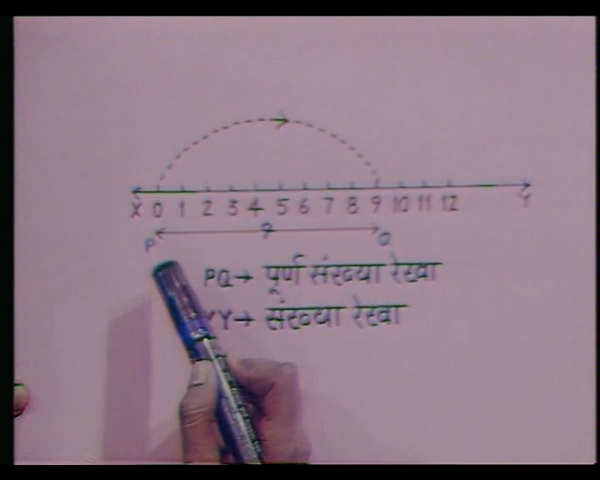 X 0 1 2 3 4 5 6 7 8 9 10 11 12 Y
P 9 Q
PQ→ पूर्ण संख्या रेखा
Y→ संख्या रेखा